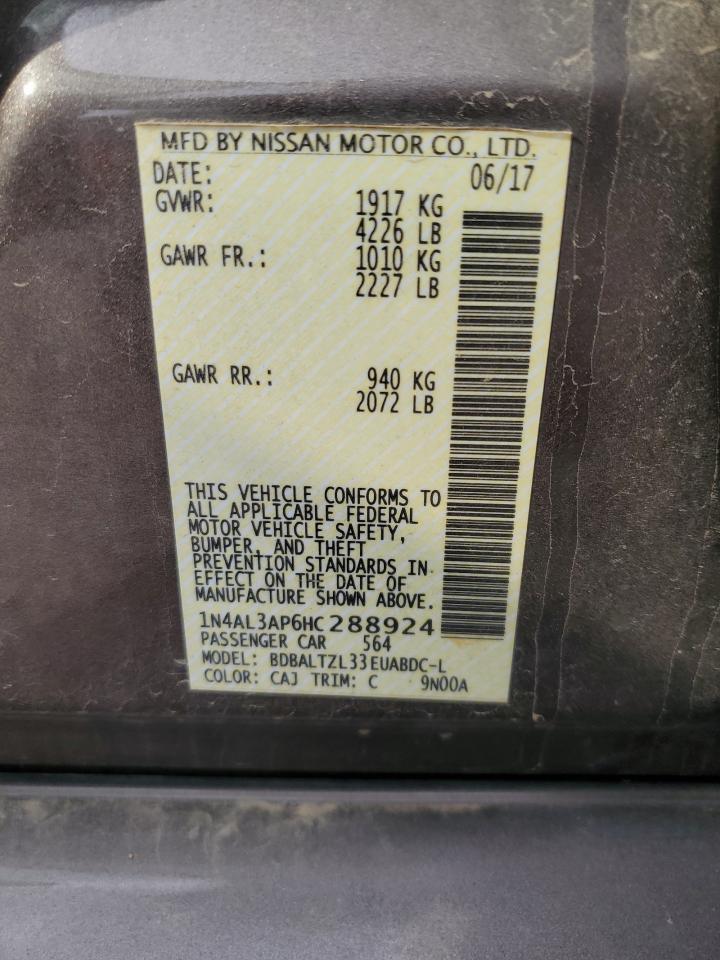 MFD BY NISSAN MOTOR CO., LTD.
DATE: 06/17
GVWR: 1917 KG
4226 LB
GAWR FR.: 1010 KG
2227 LB
GAWR RR.: 940 KG
2072 LB
THIS VEHICLE CONFORMS TO
ALL APPLICABLE FEDERAL
MOTOR VEHICLE SAFETY,
BUMPER, AND THEFT
PREVENTION STANDARDS IN
EFFECT ON THE DATE OF
MANUFACTURE SHOWN ABOVE.
1N4AL3AP6HC288924
PASSENGER CAR 564
MODEL: BDBALTZL33EUABDC-L
COLOR: CAJ TRIM: C 9N00A